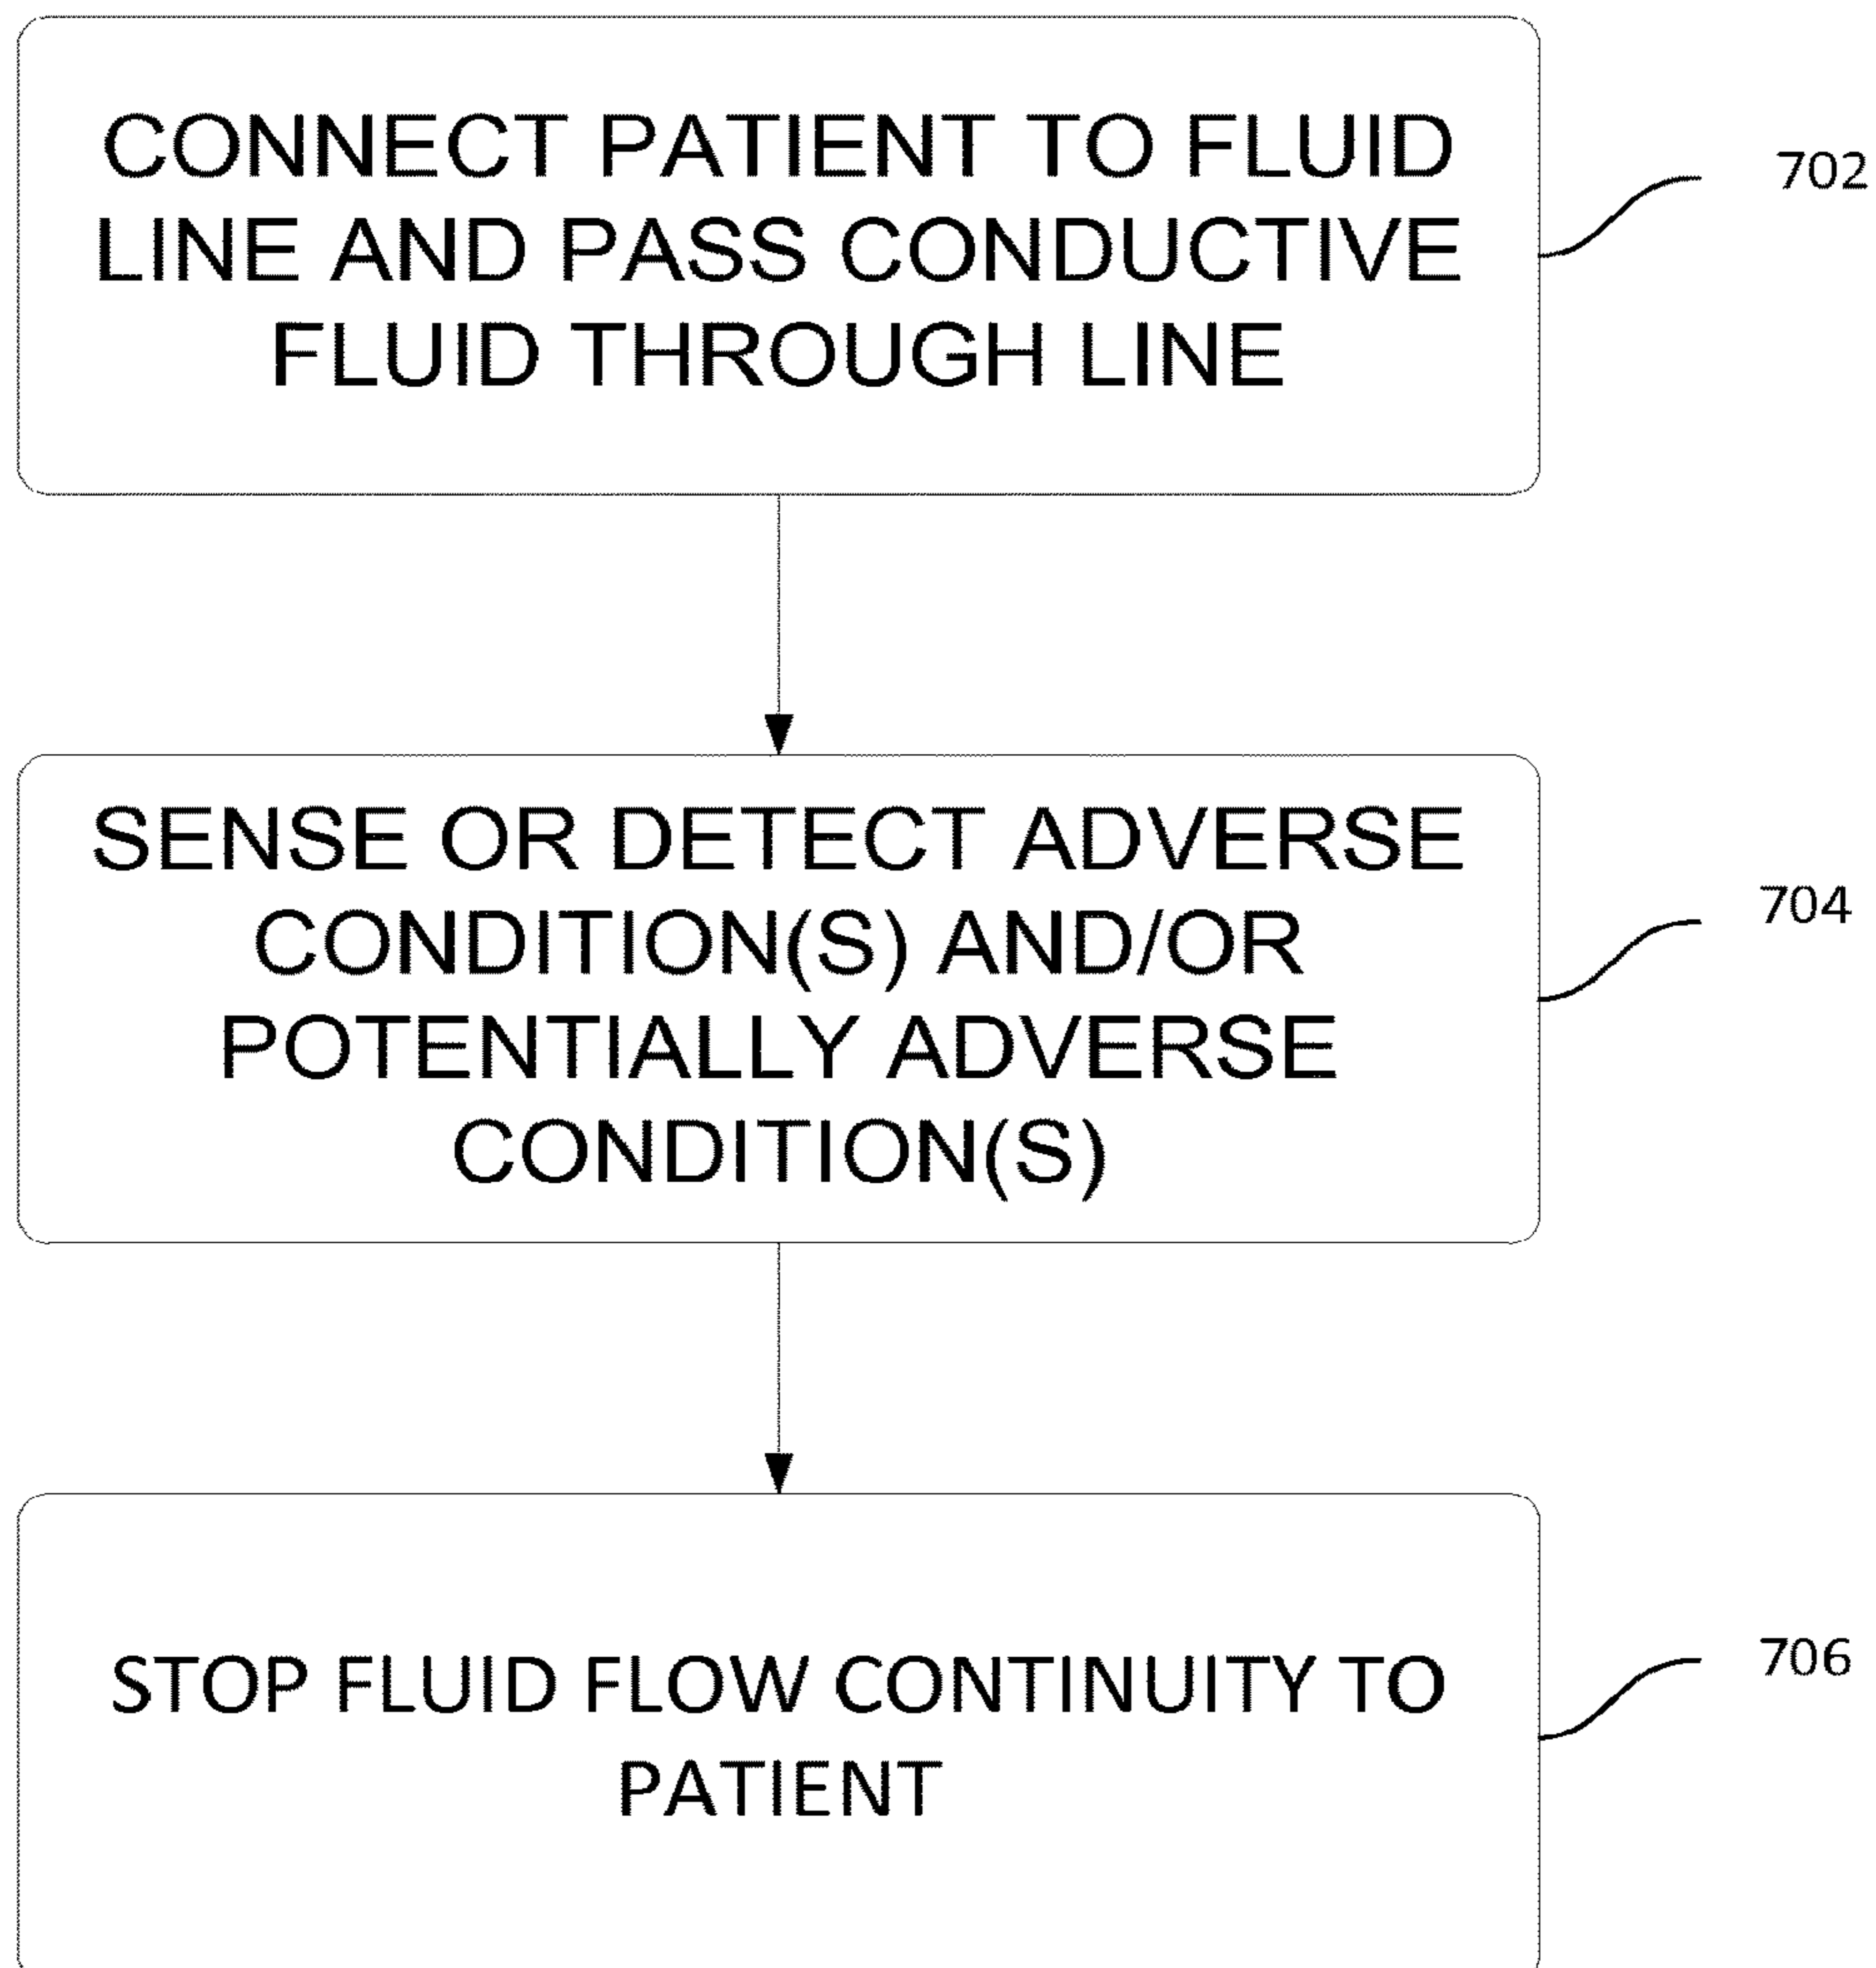 CONNECT PATIENT TO FLUID
LINE AND PASS CONDUCTIVE
FLUID THROUGH LINE
702
SENSE OR DETECT ADVERSE
CONDITION(S) AND/OR
POTENTIALLY ADVERSE
CONDITION(S)
704
STOP FLUID FLOW CONTINUITY TO
PATIENT
706